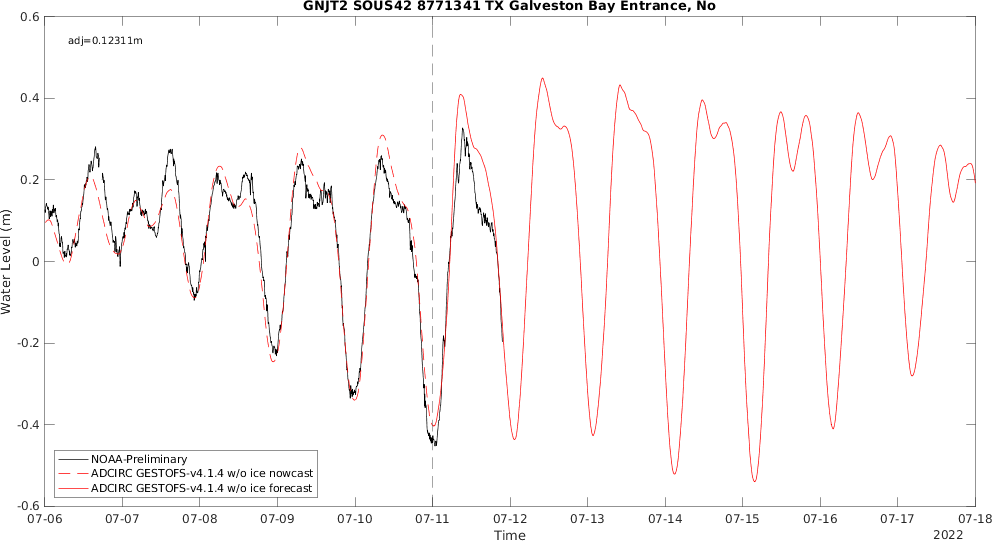 GNJT2 SOUS42 8771341 TX Galveston Bay Entrance, No
adj=0.12311m
0.6
0.4
0.2
0
-0.2
-0.4
-0.6
Water Level (m)
NOAA-Preliminary
ADCIRC GESTOFS-v4.1.4 w/o ice nowcast
ADCIRC GESTOFS-v4.1.4 w/o ice forecast
07-06 07-07 07-08 07-09 07-10 07-11 07-12 07-13 07-14 07-15 07-16 07-17 07-18
Time
2022